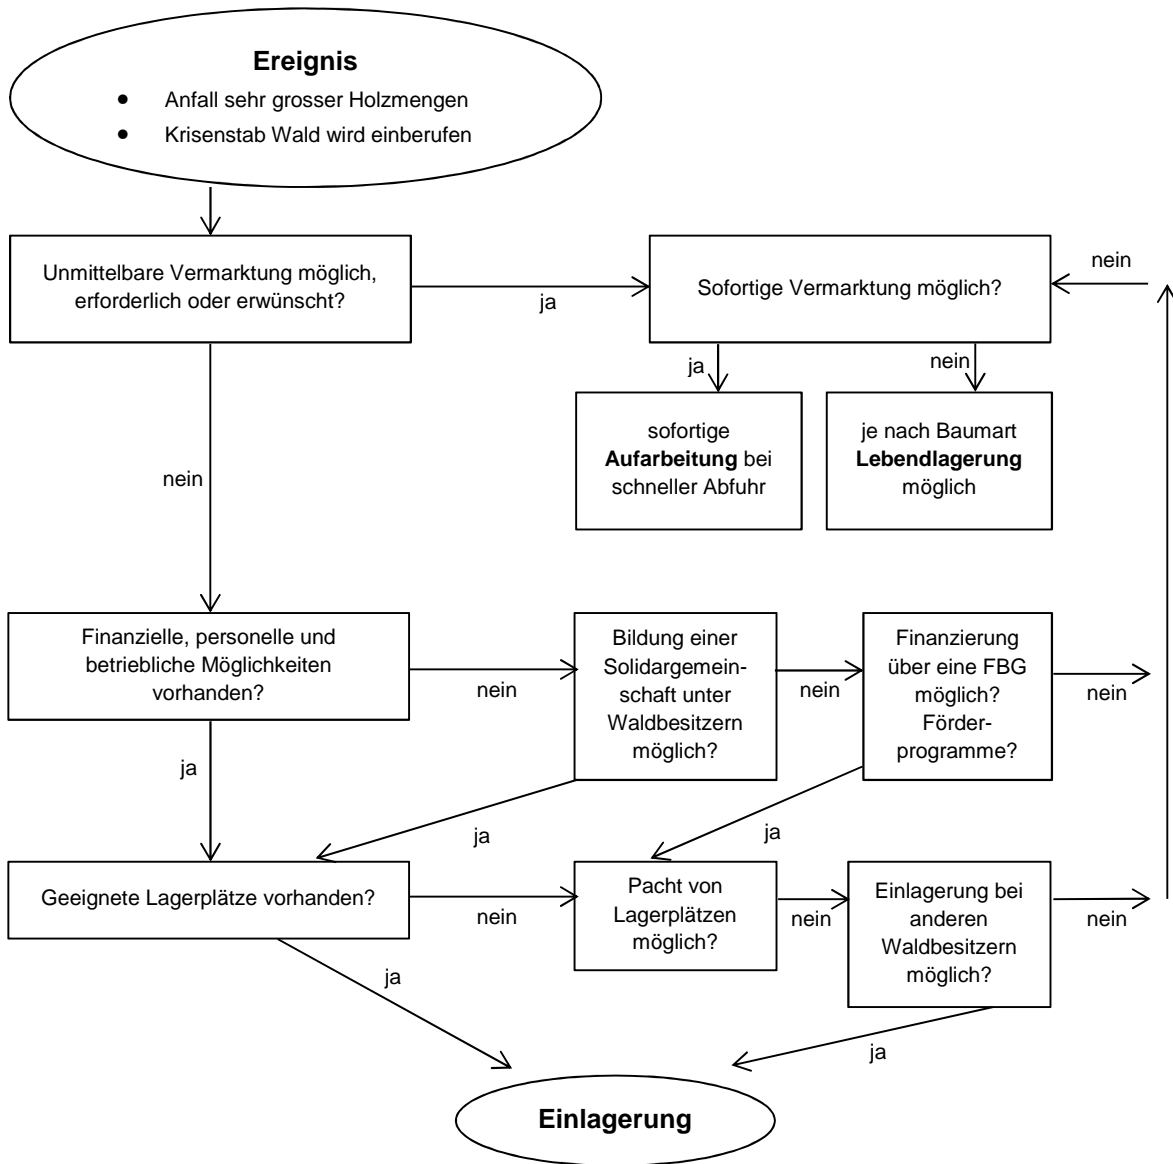 Ereignis
• Anfall sehr grosser Holzmengen
• Krisenstab Wald wird einberufen
Unmittelbare Vermarktung möglich,
erforderlich oder erwünscht?
ja
Sofortige Vermarktung möglich?
nein
ja
nein
sofortige
Aufarbeitung bei
schneller Abfuhr
je nach Baumart
Lebendlagerung
möglich
nein
Finanzielle, personelle und
betriebliche Möglichkeiten
vorhanden?
nein
Bildung einer
Solidargemein-
schaft unter
Waldbesitzern
möglich?
nein
Finanzierung
über eine FBG
möglich?
Förder-
programme?
nein
ja
ja
ja
Geeignete Lagerplätze vorhanden?
nein
Pacht von
Lagerplätzen
möglich?
nein
Einlagerung bei
anderen
Waldbesitzern
möglich?
nein
ja
ja
Einlagerung